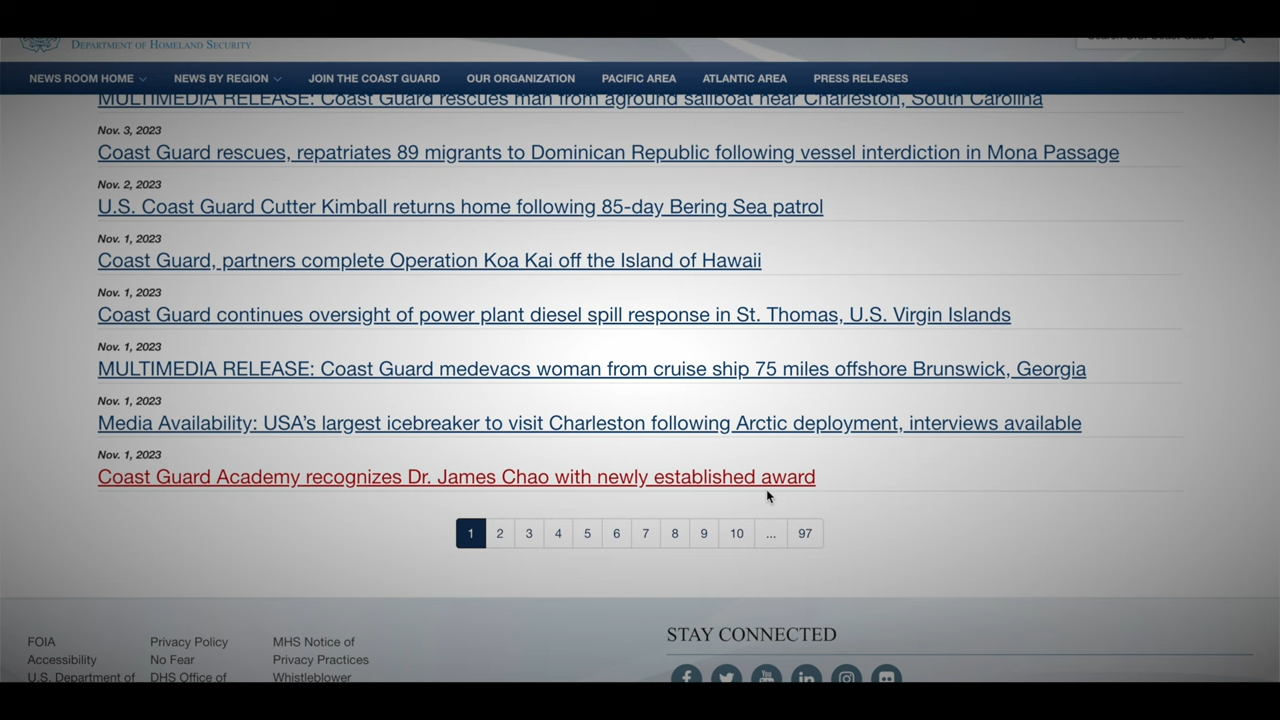 DEPARTMENT OF HOMELAND SECURITY
NEWS ROOM HOME NEWS BY REGION JOIN THE COAST GUARD OUR ORGANIZATION PACIFIC AREA ATLANTIC AREA PRESS RELEASES
MULTIMEDIA RELEASE: Coast Guard rescues man from aground sailboat near Charleston, South Carolina
Nov. 3, 2023
Coast Guard rescues, repatriates 89 migrants to Dominican Republic following vessel interdiction in Mona Passage
Nov. 2, 2023
U.S. Coast Guard Cutter Kimball returns home following 85-day Bering Sea patrol
Nov. 1, 2023
Coast Guard, partners complete Operation Koa Kai off the Island of Hawaii
Nov. 1, 2023
Coast Guard continues oversight of power plant diesel spill response in St. Thomas, U.S. Virgin Islands
Nov. 1, 2023
MULTIMEDIA RELEASE: Coast Guard medevacs woman from cruise ship 75 miles offshore Brunswick, Georgia
Nov. 1, 2023
Media Availability: USA's largest icebreaker to visit Charleston following Arctic deployment, interviews available
Nov. 1, 2023
Coast Guard Academy recognizes Dr. James Chao with newly established award
1 2 3 4 5 6 7 8 9 10 ... 97
FOIA
Accessibility
U.S. Department of
Privacy Policy
No Fear
DHS Office of
MHS Notice of
Privacy Practices
Whistleblower
STAY CONNECTED